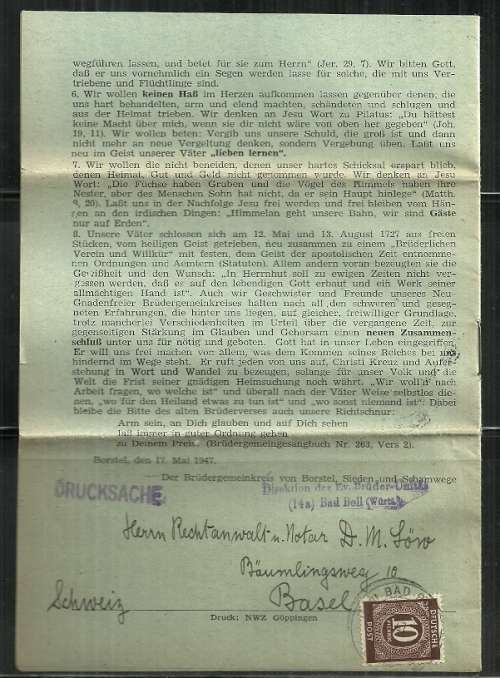 wegführen lassen, und betet für sie zum Herrn" (Jer. 29, 7). Wir bitten Gott,
daß er uns vornehmlich ein Segen werden lasse für solche, die mit uns Ver-
triebene und Flüchtlinge sind.
6. Wir wollen keinen Haß im Herzen aufkommen lassen gegenüber denen, die
uns hart behandelten, arm und elend machten, schändeten und schlugen und
aus der Heimat trieben. Wir denken an Jesu Wort zu Pilatus: „Du hättest
keine Macht über mich, wenn sie dir nicht wäre von oben her gegeben" (Joh.
19, 11). Wir wollen beten: Vergib uns unsere Schuld, die groß ist und dann
nicht mehr an neue Vergeltung denken, sondern Vergebung üben. Laßt uns
neu im Geist unserer Väter „lieben lernen".
7. Wir wollen die nicht beneiden, denen unser hartes Schicksal erspart blieb,
denen Heimat, Gut und Geld nicht genommen wurde. Wir denken an Jesu
Wort: „Die Füchse haben Gruben und die Vögel des Himmels haben ihre
Nester, aber des Menschen Sohn hat nicht, da er sein Haupt hinlege" (Matth.
8, 20). Laßt uns in der Nachfolge Jesu frei werden und frei bleiben vom Hän-
gen an den irdischen Dingen: „Himmelan geht unsere Bahn, wir sind Gäste
nur auf Erden".
8. Unsere Väter schlossen sich am 12. Mai und 13. August 1727 aus freien
Stücken, vom heiligen Geist getrieben, neu zusammen zu einem „Brüderlichen
Verein und Willkür" mit festen, dem Geist der apostolischen Zeit entnomme-
nen Ordnungen und Aemtern (Statuten). Allem andern voran bezeugten sie die
Gewißheit und den Wunsch: „In Herrnhut soll zu ewigen Zeiten nicht ver-
gessen werden, daß es auf den lebendigen Gott erbaut und ein Werk seiner
allmächtigen Hand ist". Auch wir Geschwister und Freunde unseres Neu-
Gnadenfreier Brüdergemeinkreises halten nach all den schweren und geseg-
neten Erfahrungen, die hinter uns liegen, auf gleicher, freiwilliger Grundlage,
trotz mancherlei Verschiedenheiten im Urteil über die vergangene Zeit, zur
gegenseitigen Stärkung im Glauben und Gehorsam einen neuen Zusammen-
schluß unter uns für nötig und geboten. Gott hat in unser Leben eingegriffen.
Er will uns frei machen von allem, was dem Kommen seines Reiches bei uns
hindernd im Wege steht. Er ruft jeden von uns auf, Christi Kreuz und Aufer-
stehung in Wort und Wandel zu bezeugen, solange für unser Volk und die
Welt die Frist seiner gnädigen Heimsuchung noch währt. „Wir woll'n nach
Arbeit fragen, wo welche ist" und überall nach der Väter Weise selbstlos die-
nen, „wo für den Heiland etwas zu tun ist" und „wo sonst niemand ist": Dabei
bleibe die Bitte des alten Brüderverses auch unsere Richtschnur:
Arm sein, an Dich glauben und auf Dich sehen
laß immer in guter Ordnung gehen
zu Deinem Preis. (Brüdergemeingesangbuch Nr. 263, Vers 2).
Borstel, den 17. Mai 1947.
Der Brüdergemeinkreis von Borstel, Sieden und Scharnwege
DRUCKSACHE
Direktion der Ev. Brüder-Unität
(14a) Bad Boll (Württ.)
Herrn Rechtanwalt u. Notar D. M. Löw
Bäumlingsweg 10
Basel
Schweiz
Druck: NWZ Göppingen
BAD
DEUTSCHE
POST
10